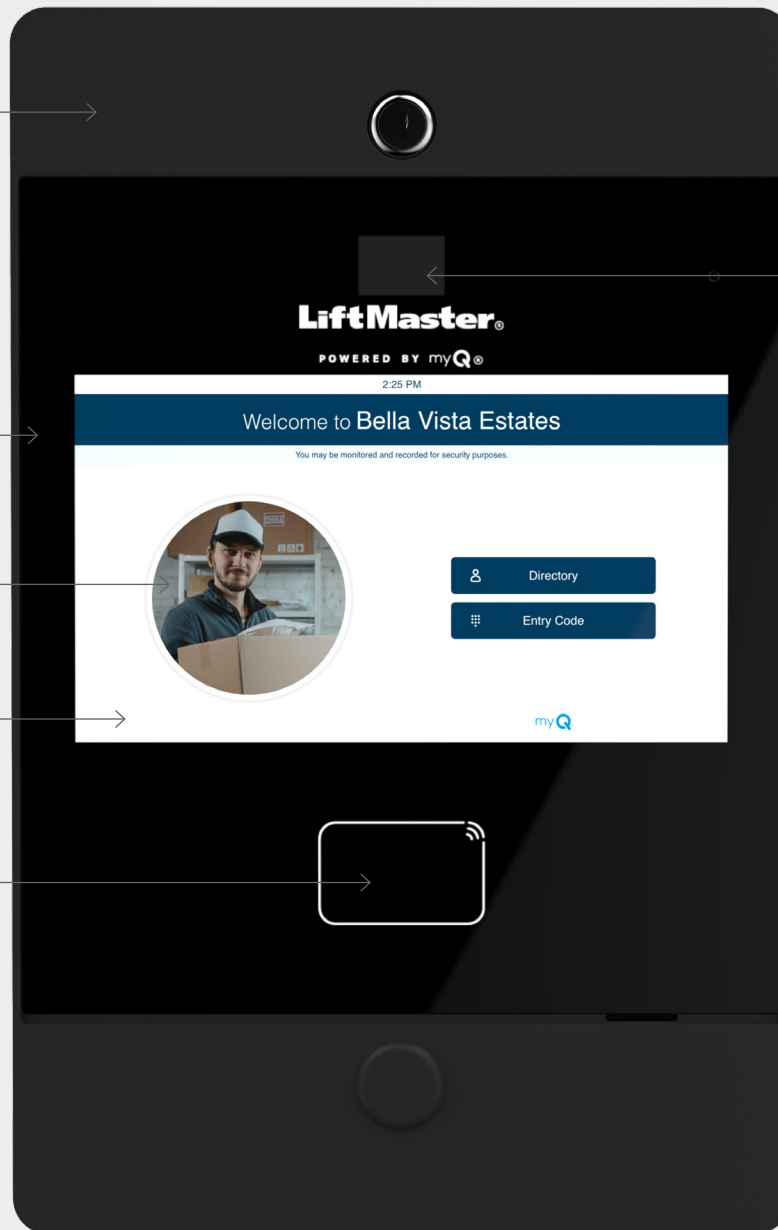 LiftMaster®
POWERED BY myQ®
2:25 PM
Welcome to Bella Vista Estates
You may be monitored and recorded for security purposes.
Directory
Entry Code
myQ